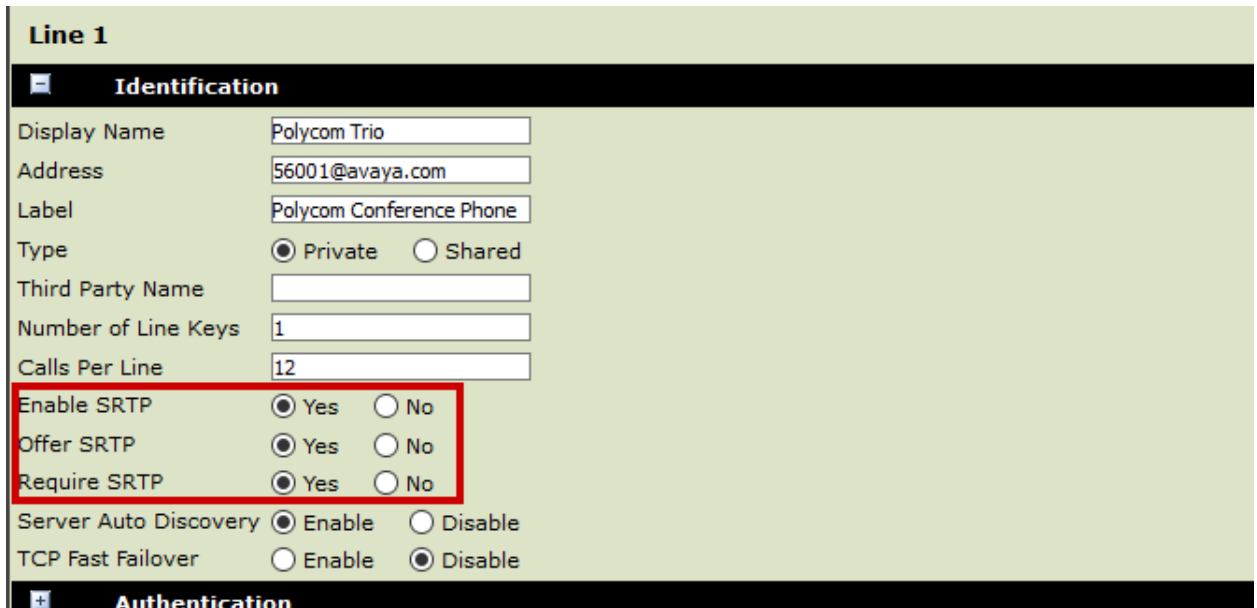 Line 1
Identification
Display Name Polycom Trio
Address 56001@avaya.com
Label Polycom Conference Phone
Type Private Shared
Third Party Name
Number of Line Keys 1
Calls Per Line 12
Enable SRTP Yes No
Offer SRTP Yes No
Require SRTP Yes No
Server Auto Discovery Enable Disable
TCP Fast Failover Enable Disable
Authentication